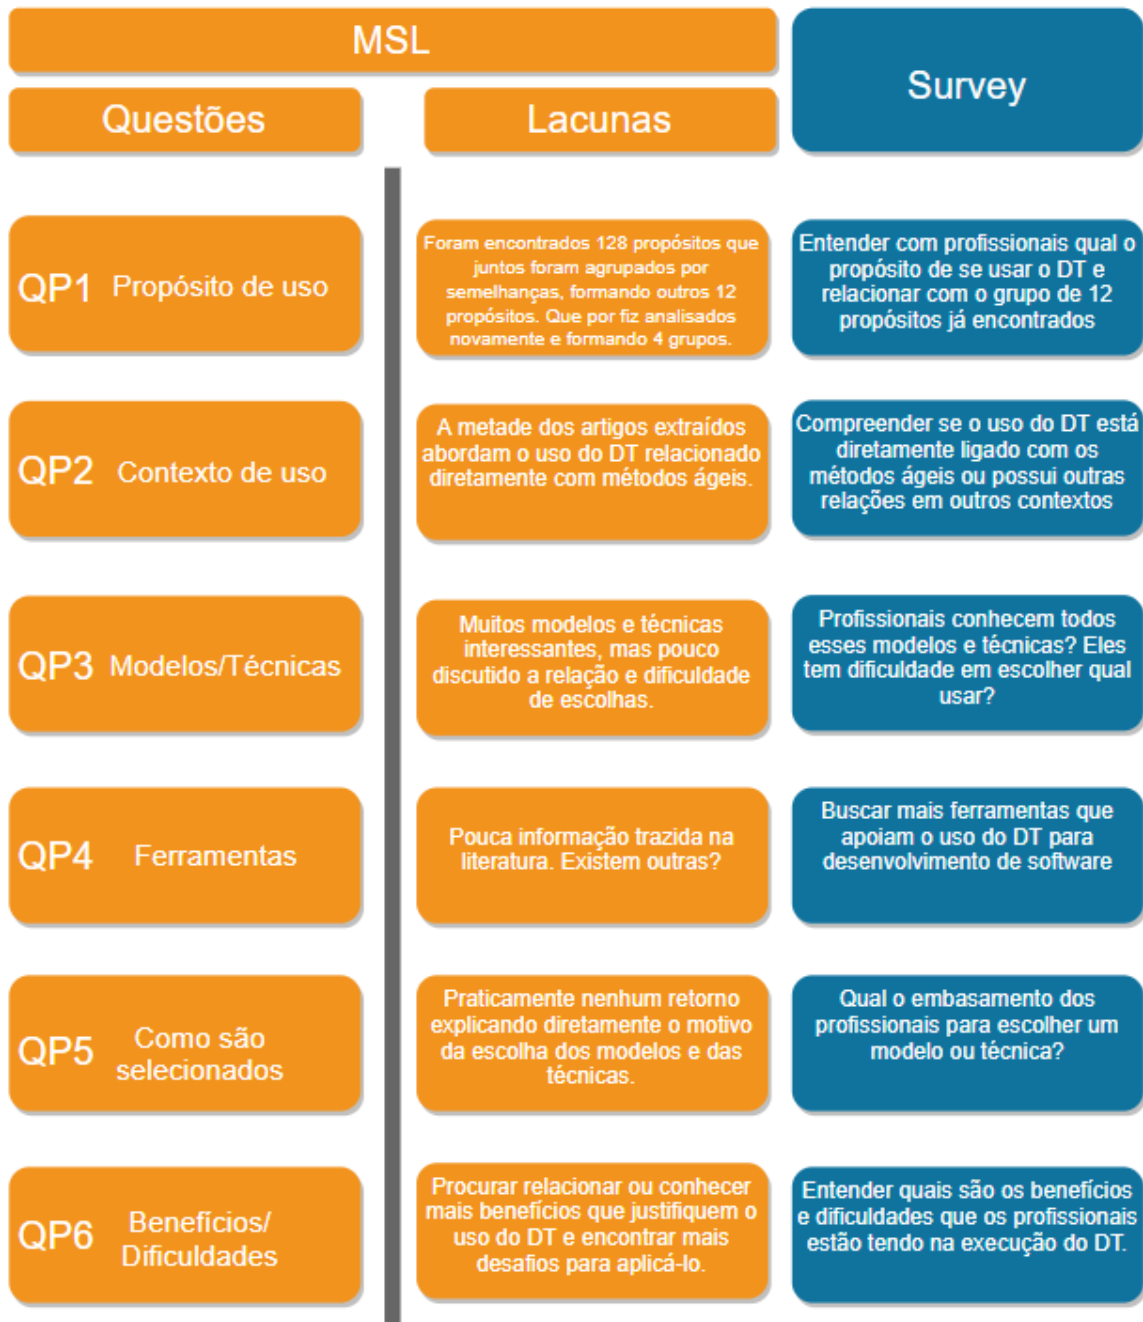 MSL
Survey
Questões
Lacunas
QP1
Propósito de uso
Foram encontrados 128 propósitos que
juntos foram agrupados por
semelhanças, formando outros 12
propósitos. Que por fiz analisados
novamente e formando 4 grupos.
Entender com profissionais qual o
propósito de se usar o DT e
relacionar com o grupo de 12
propósitos já encontrados
QP2
Contexto de uso
A metade dos artigos extraídos
abordam o uso do DT relacionado
diretamente com métodos ágeis.
Compreender se o uso do DT está
diretamente ligado com os
métodos ágeis ou possui outras
relações em outros contextos
QP3
Modelos/Técnicas
Muitos modelos e técnicas
interessantes, mas pouco
discutido a relação e dificuldade
de escolhas.
Profissionais conhecem todos
esses modelos e técnicas? Eles
tem dificuldade em escolher qual
usar?
QP4
Ferramentas
Pouca informação trazida na
literatura. Existem outras?
Buscar mais ferramentas que
apoiam o uso do DT para
desenvolvimento de software
QP5
Como são
selecionados
Praticamente nenhum retorno
explicando diretamente o motivo
da escolha dos modelos e das
técnicas.
Qual o embasamento dos
profissionais para escolher um
modelo ou técnica?
QP6
Benefícios/
Dificuldades
Procurar relacionar ou conhecer
mais benefícios que justifiquem o
uso do DT e encontrar mais
desafios para aplicá-lo.
Entender quais são os benefícios
e dificuldades que os profissionais
estão tendo na execução do DT.